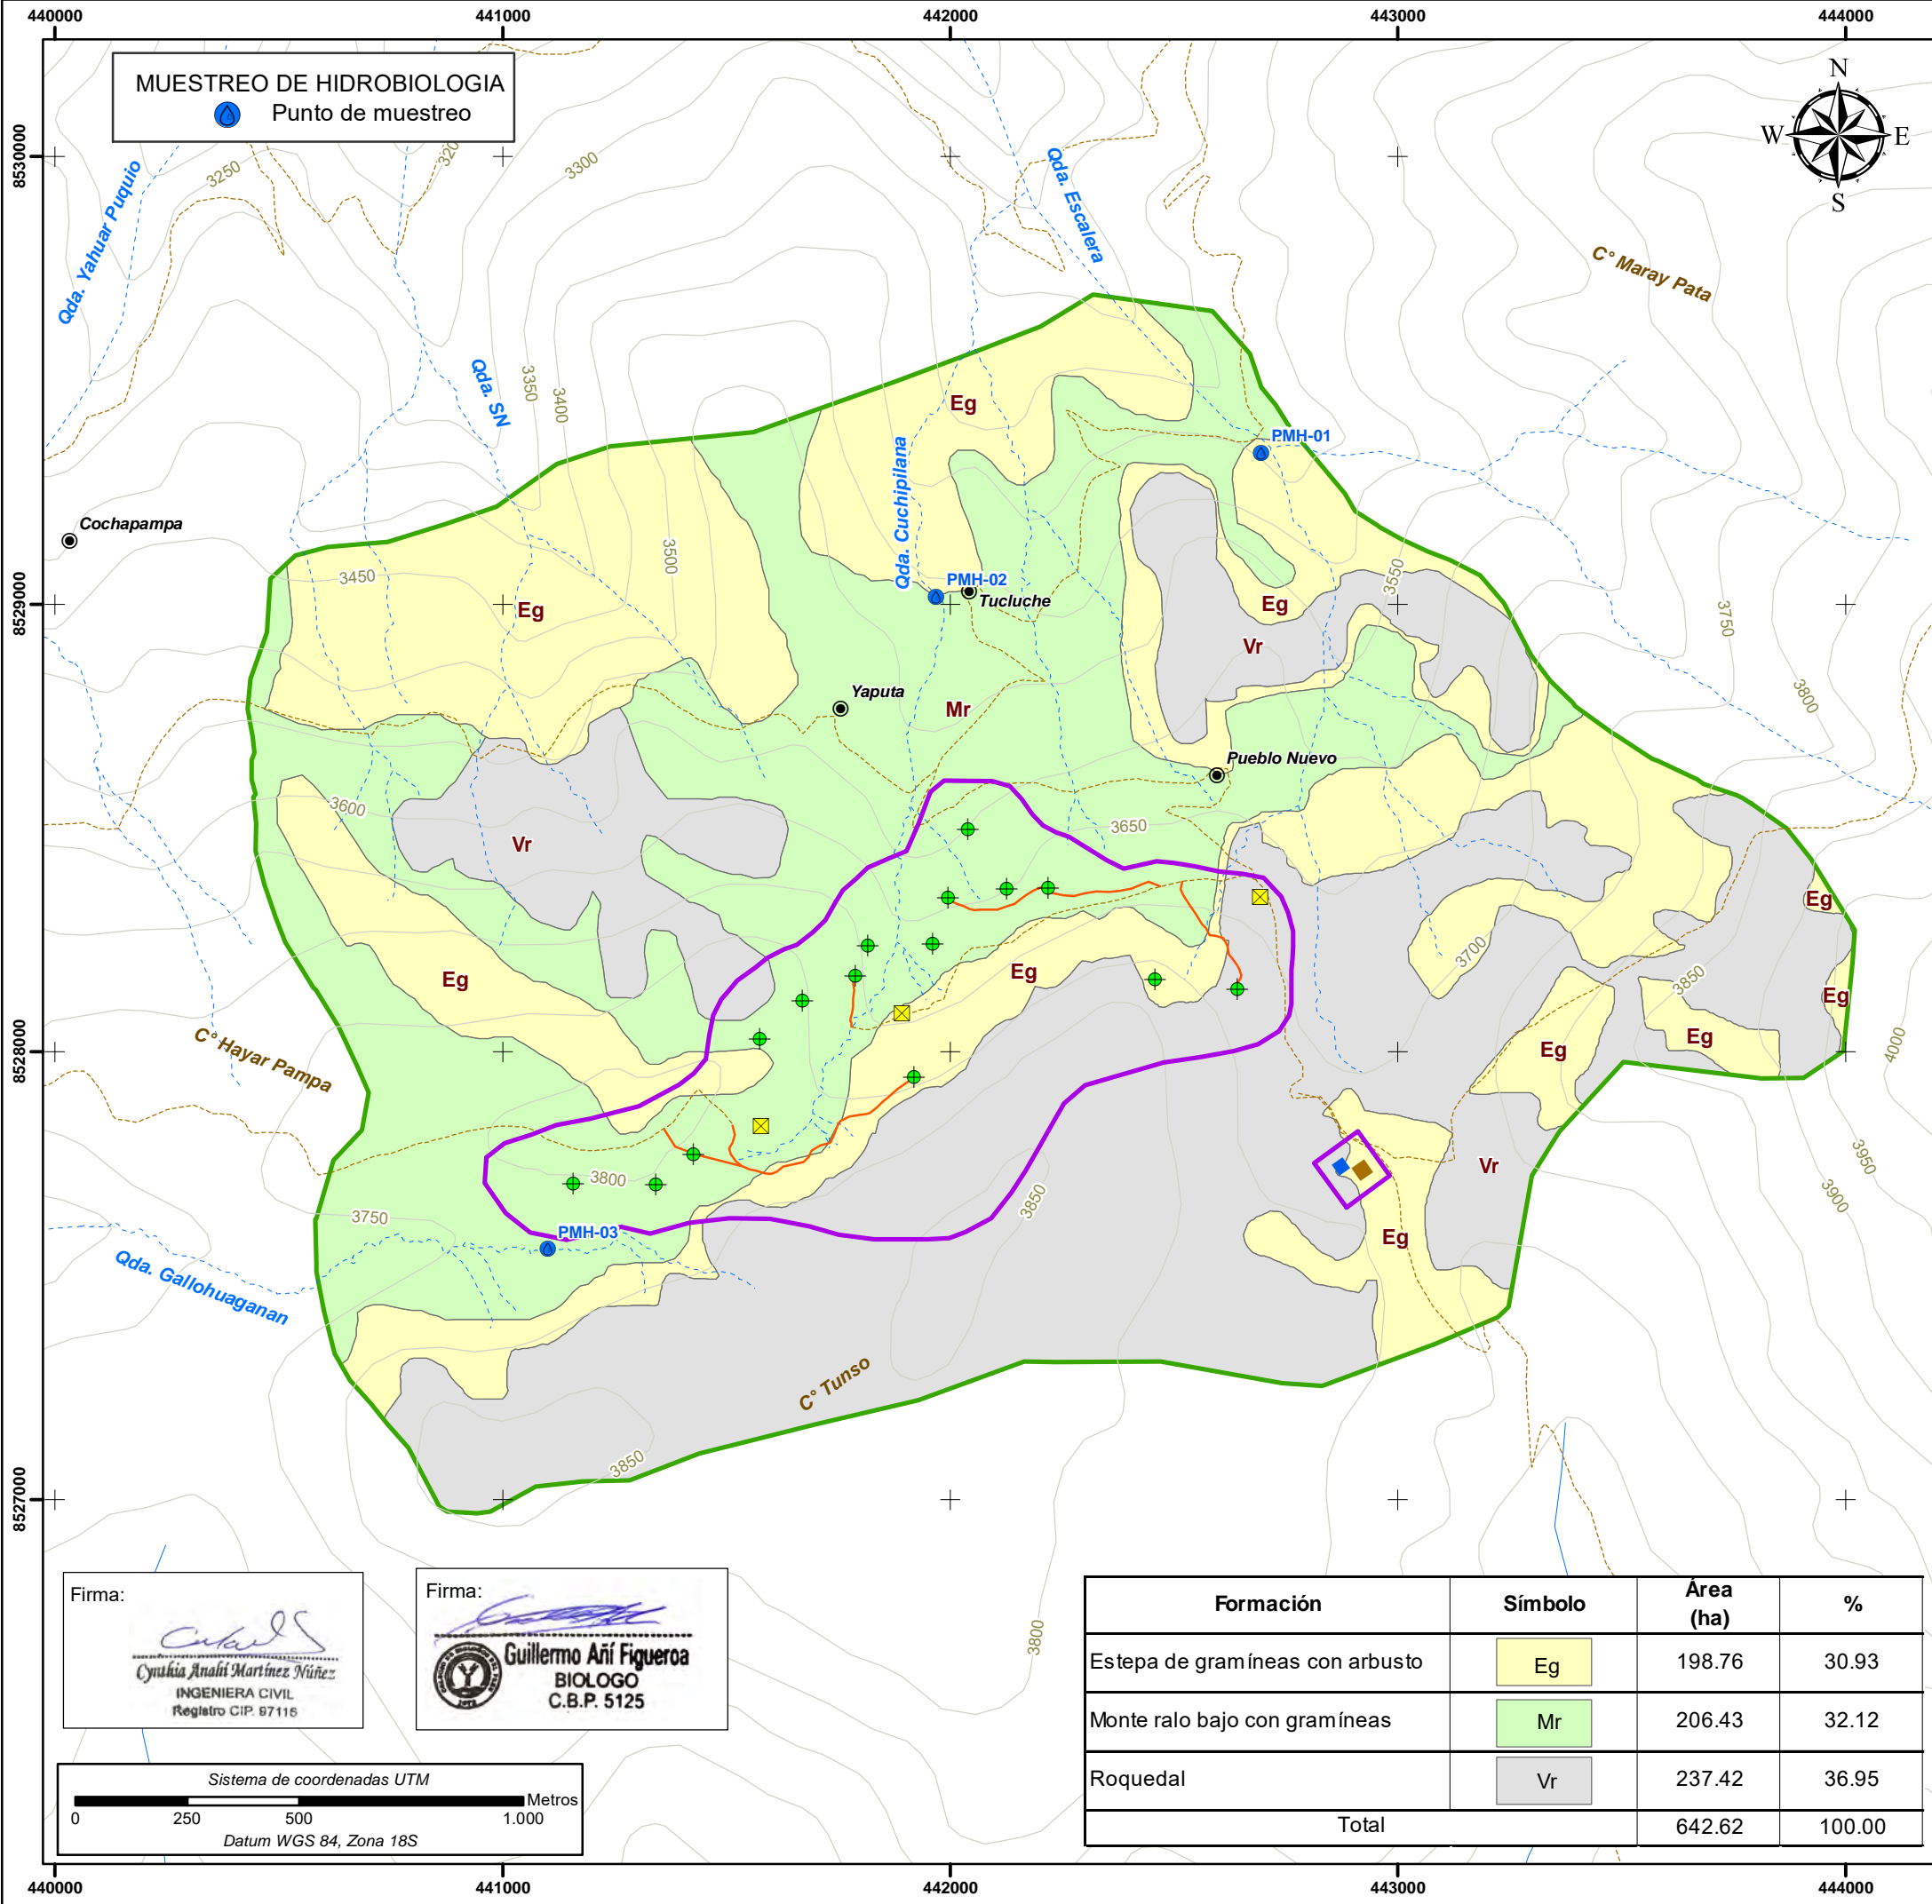 440000
441000
442000
443000
444000
MUESTREO DE HIDROBIOLOGIA
Punto de muestreo
N
W
E
S
8530000
8529000
8528000
8527000
Qda. Yahuar Puquio
3250
320
3300
Qda. Escalera
C° Maray Pata
Qda. SN
3350
3400
Eg
Qda. Cuchipilana
PMH-01
Cochapampa
3450
3500
Eg
PMH-02
Tucluche
Eg
3550
3750
Vr
Yaputa
Mr
3800
Pueblo Nuevo
3600
3650
Vr
Eg
Eg
Eg
3700
3850
Eg
C° Hayar Pampa
Eg
Eg
4000
3950
3900
Vr
3800
3750
3850
PMH-03
Eg
Qda. Gallohuaganan
C° Tunso
3850
3800
Firma:
Cynthia Analí Martínez Núñez
INGENIERA CIVIL
Registro CIP. 97116
Firma:
Guillermo Añí Figueroa
BIOLOGO
C.B.P. 5125
Formación Símbolo Área (ha) %
Estepa de gramíneas con arbusto Eg 198.76 30.93
Monte ralo bajo con gramíneas Mr 206.43 32.12
Roquedal Vr 237.42 36.95
Total 642.62 100.00
Sistema de coordenadas UTM
Metros
0 250 500 1.000
Datum WGS 84, Zona 18S
440000
441000
442000
443000
444000